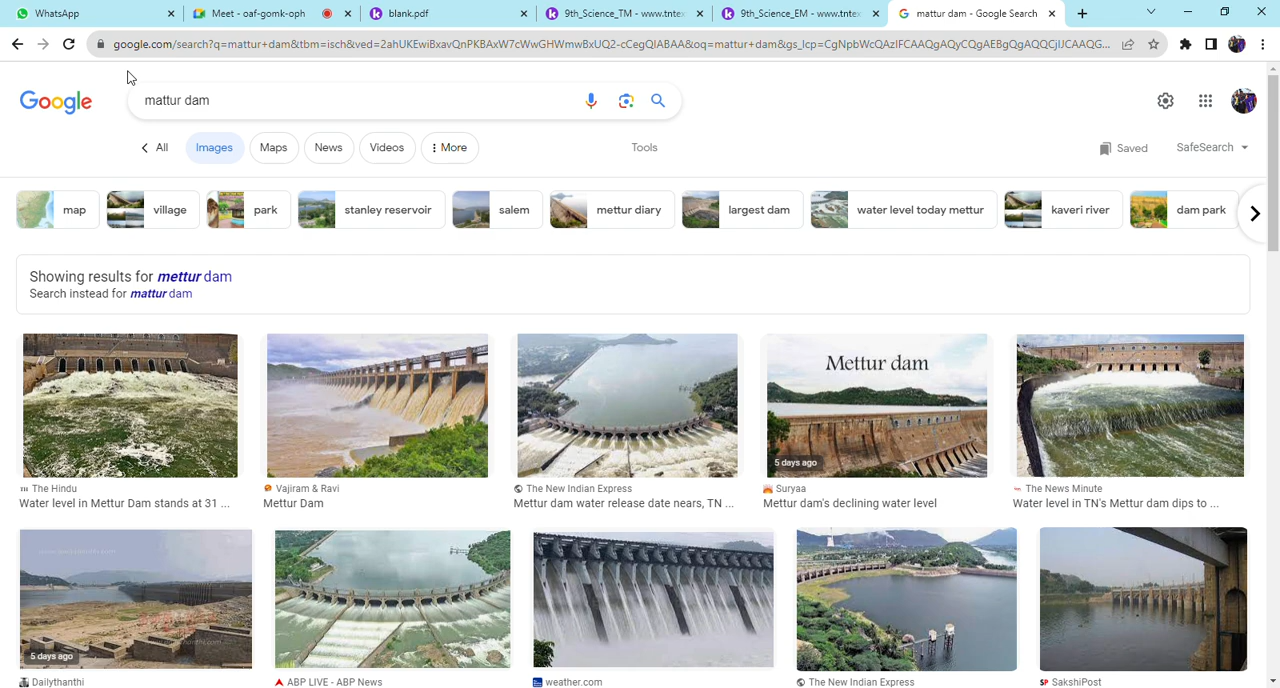 WhatsApp
Meet - oaf-gomk-oph
blank.pdf
9th_Science_TM - www.tntex
9th_Science_EM - www.tntex
mattur dam - Google Search
google.com/search?q=mattur+dam&tbm=isch&ved=2ahUKEwiBxavQnPKBAxW7cWwGHWmwBxUQ2-cCegQIABAA&oq=mattur+dam&gs_lcp=CgNpbWcQAzIFCAAQgAQyCQgAEBgQgAQQCjIJCAAQG...
Google
mattur dam
All
Images
Maps
News
Videos
More
Tools
Saved
SafeSearch
map
village
park
stanley reservoir
salem
mettur diary
largest dam
water level today mettur
kaveri river
dam park
Showing results for mettur dam
Search instead for mattur dam
Mettur dam
5 days ago
The Hindu
Water level in Mettur Dam stands at 31 ...
Vajiram & Ravi
Mettur Dam
The New Indian Express
Mettur dam water release date nears, TN ...
Suryaa
Mettur dam's declining water level
The News Minute
Water level in TN's Mettur dam dips to ...
5 days ago
Dailythanthi
ABP LIVE - ABP News
weather.com
The New Indian Express
SakshiPost